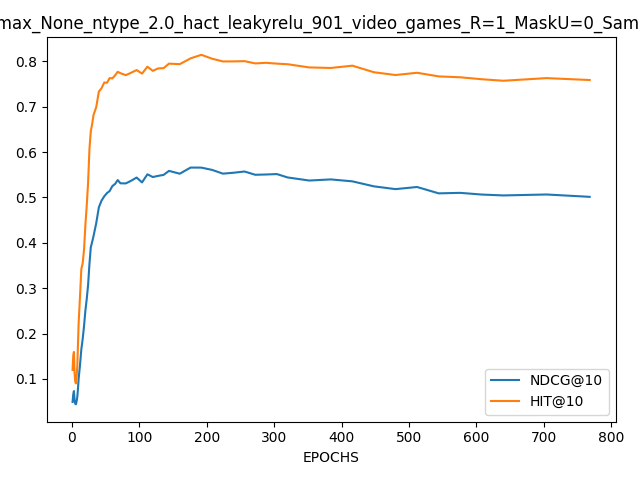 max_None_ntype_2.0_hact_leakyrelu_901_video_games_R=1_MaskU=0_Sam
0.8
0.7
0.6
0.5
0.4
0.3
0.2
0.1
NDCG@10
HIT@10
0 100 200 300 400 500 600 700 800
EPOCHS